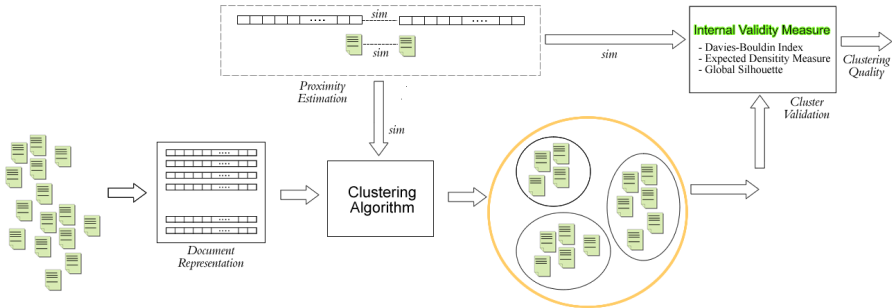 sim
sim
Proximity
Estimation
sim
sim
Internal Validity Measure
- Davies-Bouldin Index
- Expected Densitity Measure
- Global Silhouette
Clustering
Quality
Cluster
Validation
Document
Representation
Clustering
Algorithm